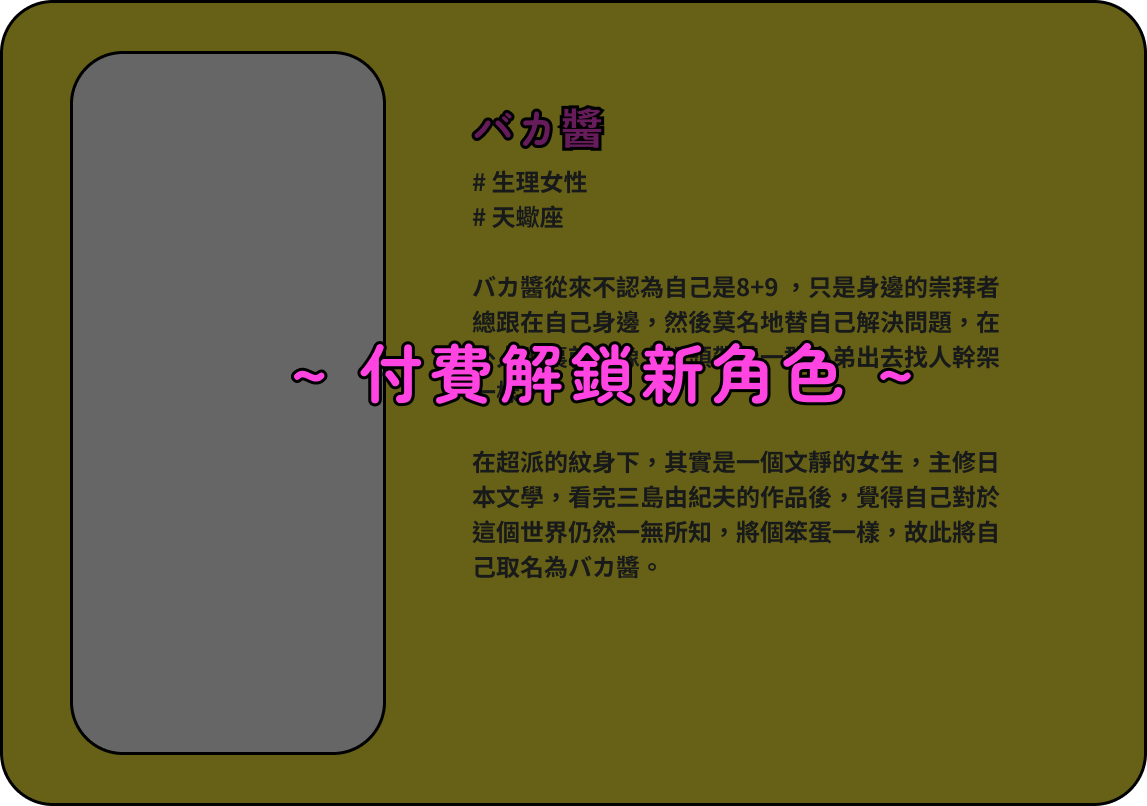 バカ醬
# 生理女性
# 天蠍座
バカ醬從來不認為自己是8+9 ，只是身邊的崇拜者
總跟在自己身邊，然後莫名地替自己解決問題，在
弟出去找人幹架
~ 付費解鎖新角色 ~
在超派的紋身下，其實是一個文靜的女生，主修日
本文學，看完三島由紀夫的作品後，覺得自己對於
這個世界仍然一無所知，將個笨蛋一樣，故此將自
己取名為バカ醬。